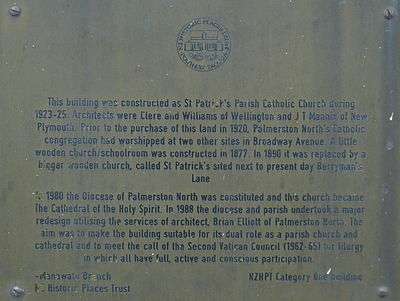 This building was constructed as St Patrick's Parish Catholic Church during
1923-25. Architects were Clere and Williams of Wellington and J T Mannix of New
Plymouth. Prior to the purchase of this land in 1920, Palmerston North's Catholic
congregation had worshipped at two other sites in Broadway Avenue. A little
wooden church/schoolroom was constructed in 1877. In 1890 it was replaced by a
bigger wooden church, called St Patrick's sited next to present day Berryman's
Lane
In 1980 the Diocese of Palmerston North was constituted and this church became
The Cathedral of the Holy Spirit. In 1988 the diocese and parish undertook a major
redesign utilising the services of architect, Brian Elliott of Palmerston North. The
aim was to make the building suitable for its dual role as a parish church and
cathedral and to meet the call of the Second Vatican Council (1962-65) for liturgy
in which all have full, active and conscious participation.
Manawatu Branch
NZ Historic Places Trust
NZHPT Category One building